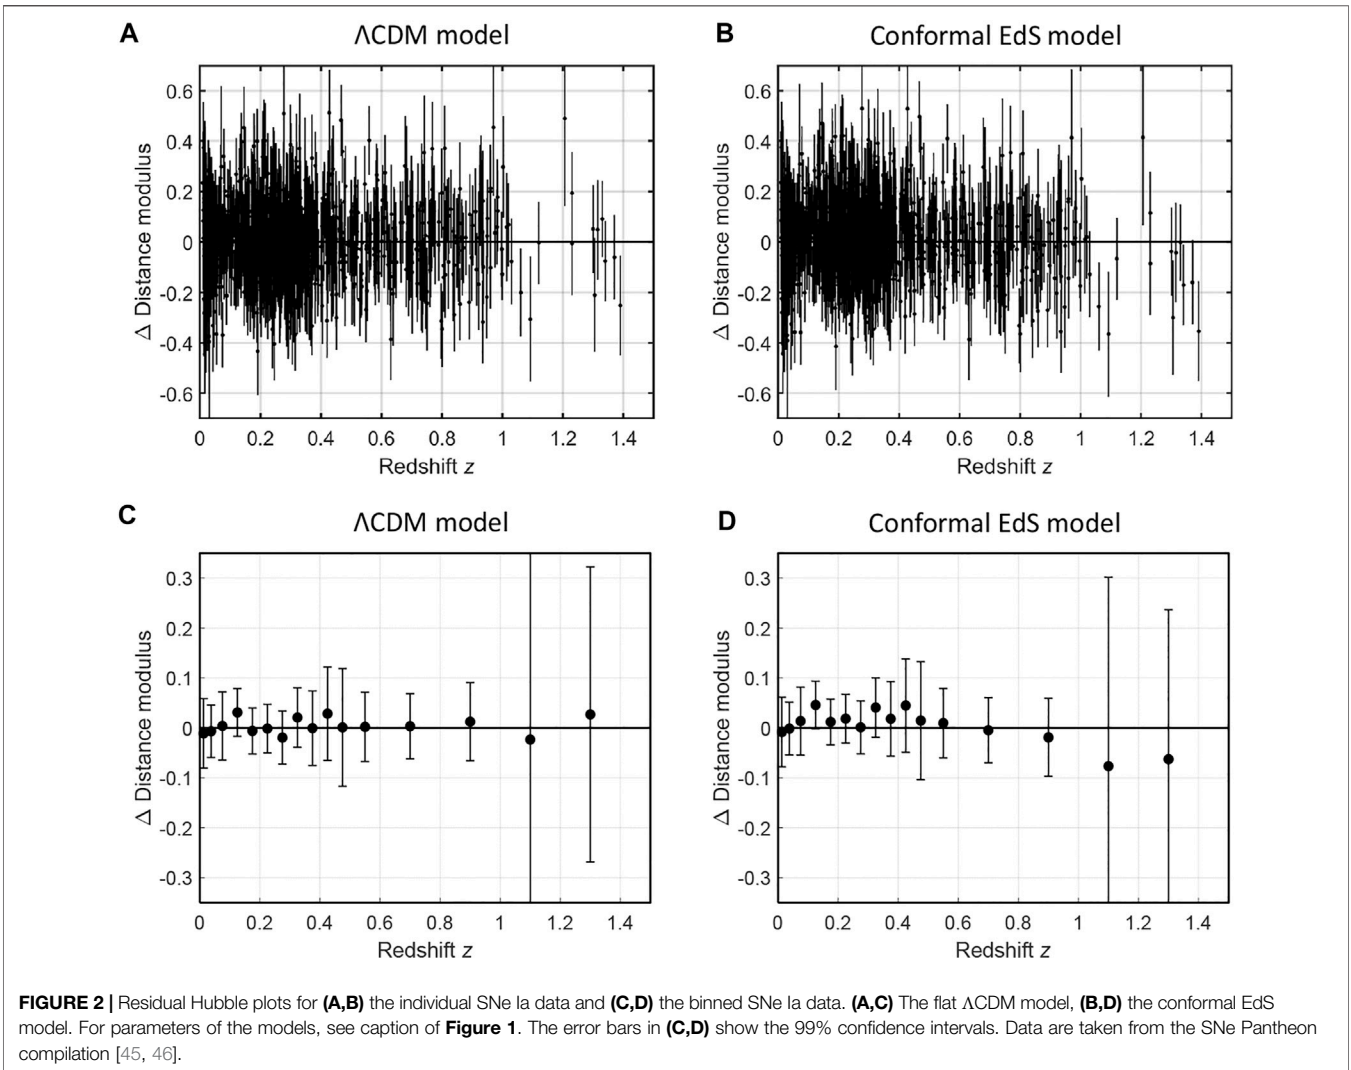 A
ΛCDM model
0.6
0.4
0.2
0
-0.2
-0.4
-0.6
Δ Distance modulus
0 0.2 0.4 0.6 0.8 1 1.2 1.4
Redshift z
B
Conformal EdS model
0.6
0.4
0.2
0
-0.2
-0.4
-0.6
Δ Distance modulus
0 0.2 0.4 0.6 0.8 1 1.2 1.4
Redshift z
C
ΛCDM model
0.3
0.2
0.1
0
-0.1
-0.2
-0.3
Δ Distance modulus
0 0.2 0.4 0.6 0.8 1 1.2 1.4
Redshift z
D
Conformal EdS model
0.3
0.2
0.1
0
-0.1
-0.2
-0.3
Δ Distance modulus
0 0.2 0.4 0.6 0.8 1 1.2 1.4
Redshift z
FIGURE 2 | Residual Hubble plots for (A,B) the individual SNe Ia data and (C,D) the binned SNe Ia data. (A,C) The flat ΛCDM model, (B,D) the conformal EdS
model. For parameters of the models, see caption of Figure 1. The error bars in (C,D) show the 99% confidence intervals. Data are taken from the SNe Pantheon
compilation [45, 46].